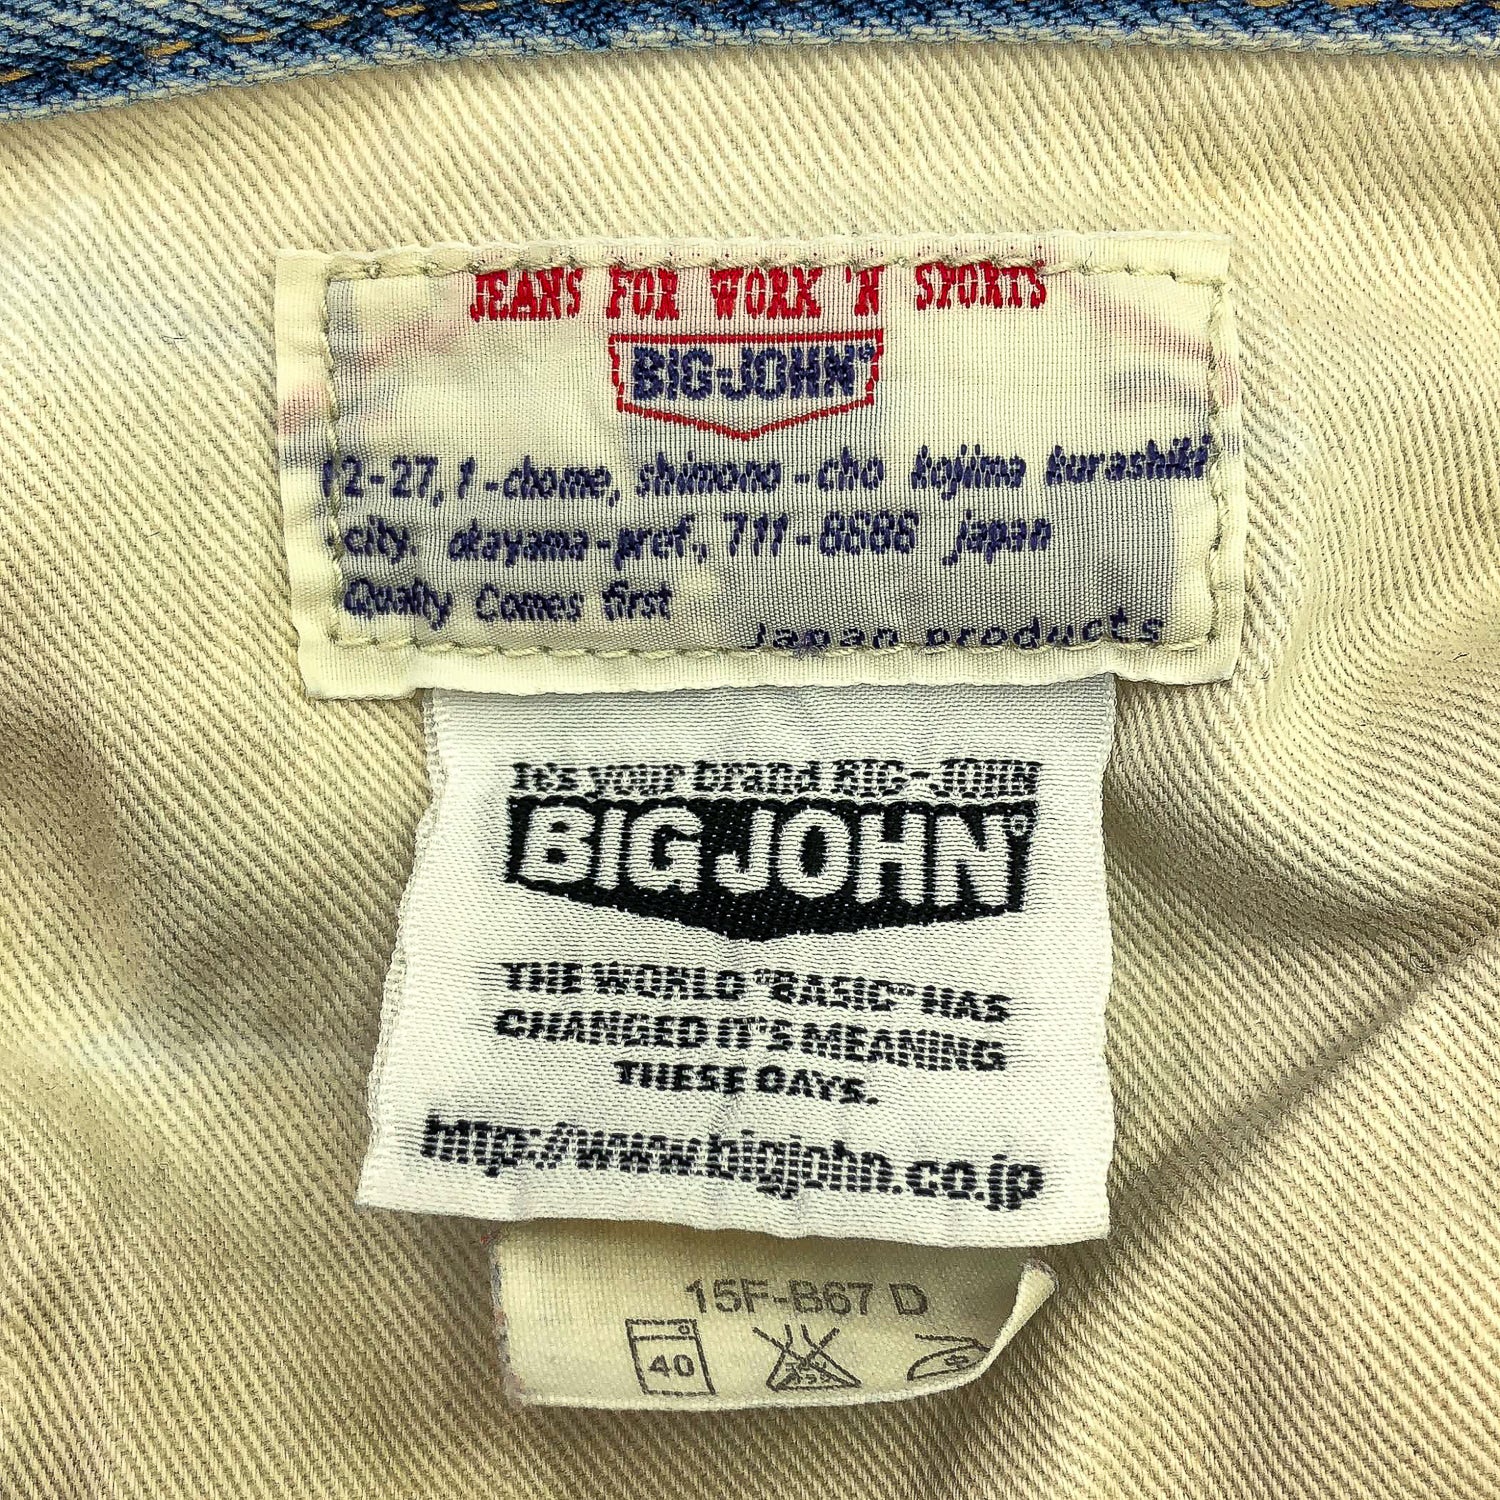 JEANS FOR WORK 'N SPORTS
BIG-JOHN®
12-27, 1-chome, shimono-cho kojima kurashiki
city. okayama-pref., 711-8686 japan
Quality Comes first
Japan products
It's your brand BIG-JOHN
BIG JOHN®
THE WORLD "BASIC" HAS
CHANGED IT'S MEANING
THESE DAYS.
http://www.bigjohn.co.jp
15F-B67 D
40